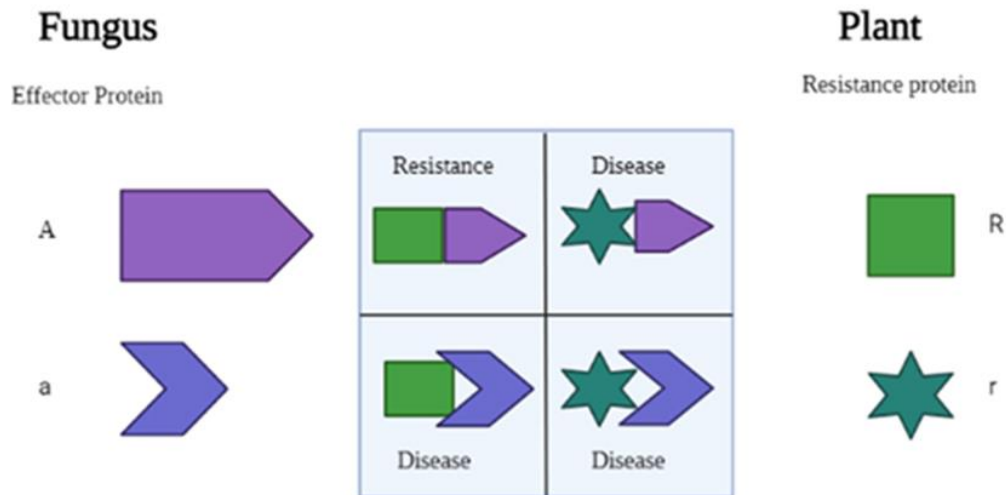 Fungus
Plant
Effector Protein
Resistance protein
Resistance
Disease
A
R
a
r
Disease
Disease